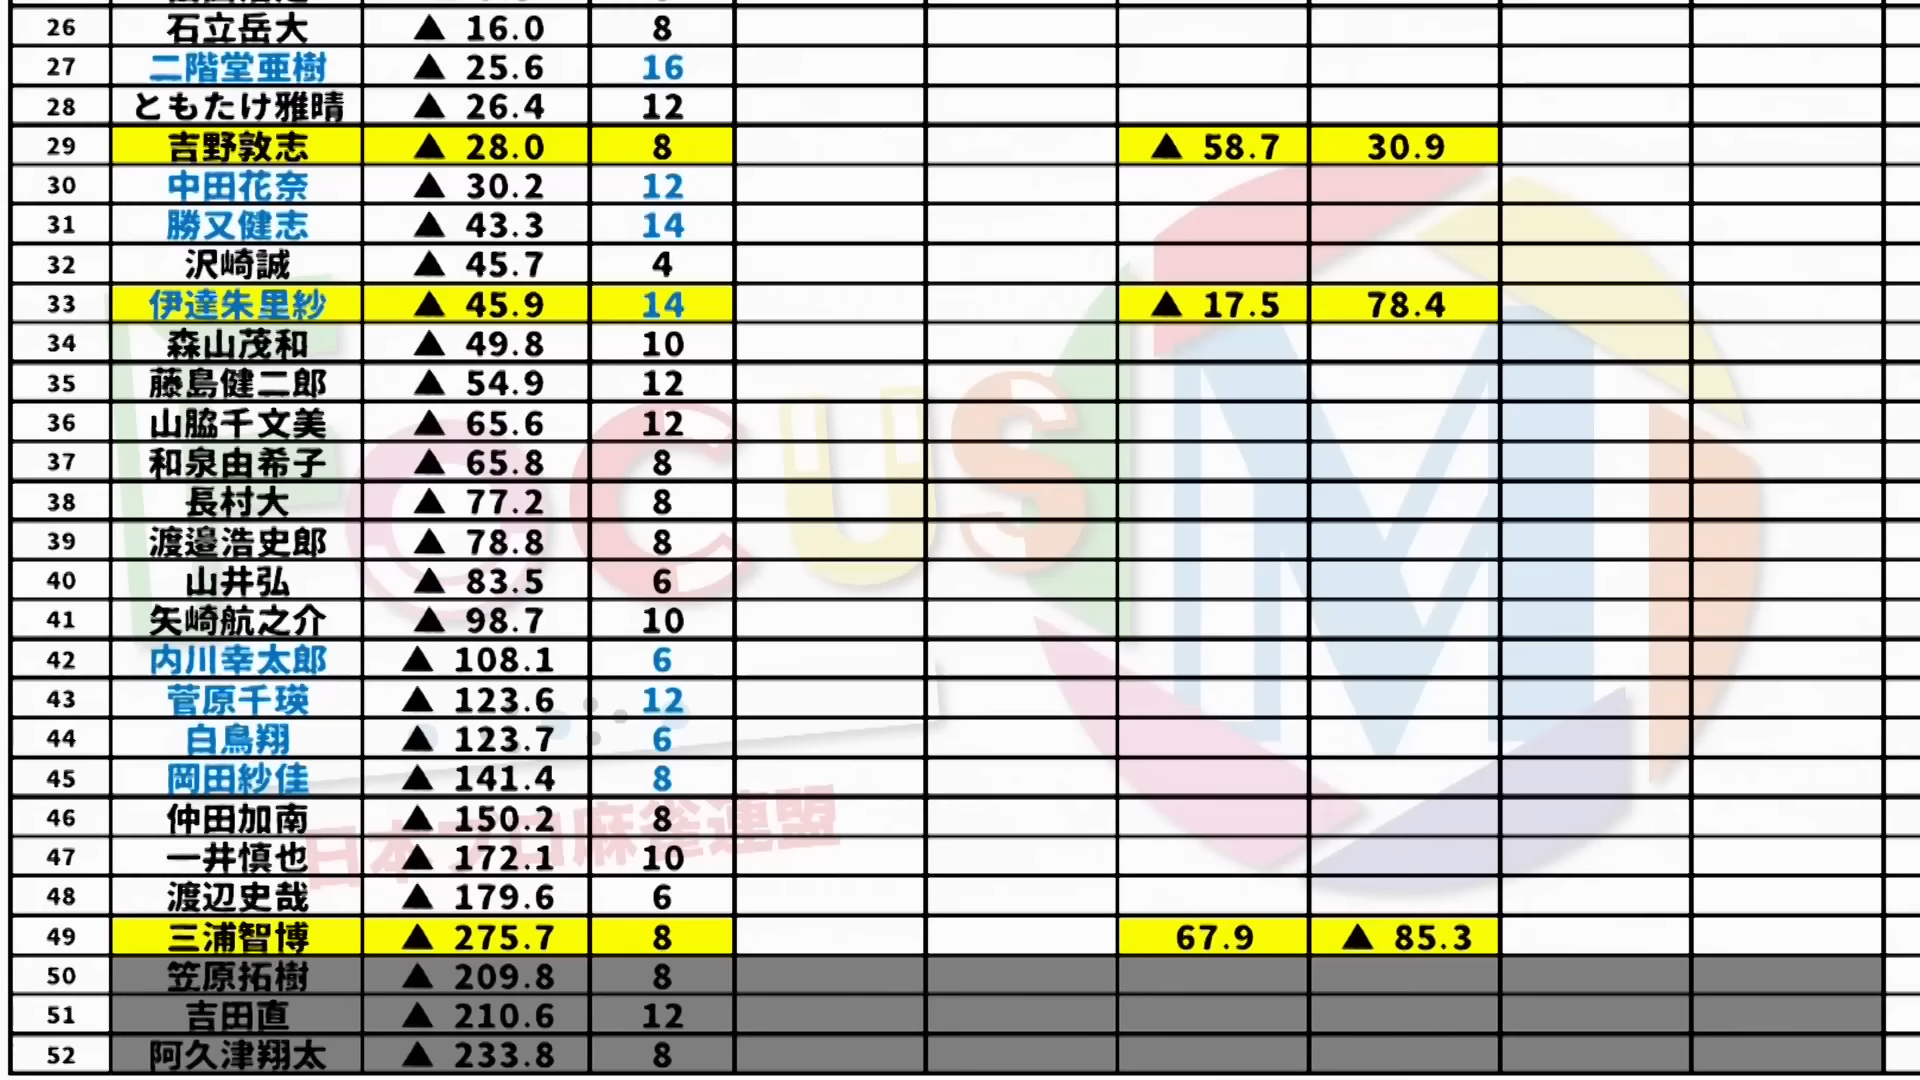 26 石立岳大 ▲ 16.0 8
27 二階堂亜樹 ▲ 25.6 16
28 ともたけ雅晴 ▲ 26.4 12
29 吉野敦志 ▲ 28.0 8 ▲ 58.7 30.9
30 中田花奈 ▲ 30.2 12
31 勝又健志 ▲ 43.3 14
32 沢崎誠 ▲ 45.7 4
33 伊達朱里紗 ▲ 45.9 14 ▲ 17.5 78.4
34 森山茂和 ▲ 49.8 10
35 藤島健二郎 ▲ 54.9 12
36 山脇千文美 ▲ 65.6 12
37 和泉由希子 ▲ 65.8 8
38 長村大 ▲ 77.2 8
39 渡邉浩史郎 ▲ 78.8 8
40 山井弘 ▲ 83.5 6
41 矢崎航之介 ▲ 98.7 10
42 内川幸太郎 ▲ 108.1 6
43 菅原千瑛 ▲ 123.6 12
44 白鳥翔 ▲ 123.7 6
45 岡田紗佳 ▲ 141.4 8
46 仲田加南 ▲ 150.2 8
47 一井慎也 ▲ 172.1 10
48 渡辺史哉 ▲ 179.6 6
49 三浦智博 ▲ 275.7 8 67.9 ▲ 85.3
50 笠原拓樹 ▲ 209.8 8
51 吉田直 ▲ 210.6 12
52 阿久津翔太 ▲ 233.8 8
FOCUS M
日本プロ麻雀連盟